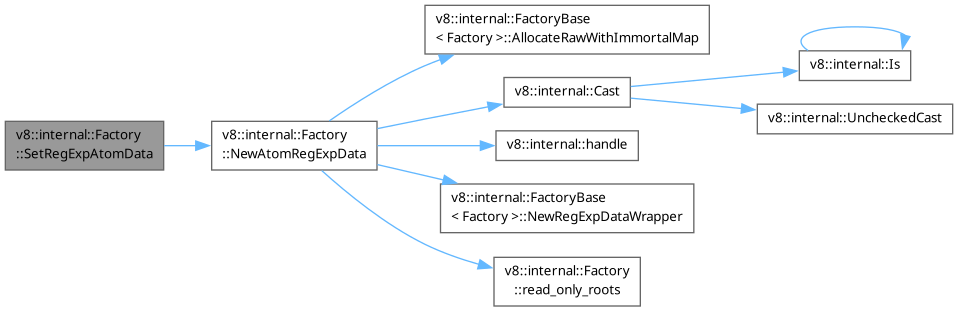 v8::internal::Factory
::SetRegExpAtomData
v8::internal::Factory
::NewAtomRegExpData
v8::internal::FactoryBase
< Factory >::AllocateRawWithImmortalMap
v8::internal::Cast
v8::internal::Is
v8::internal::UncheckedCast
v8::internal::handle
v8::internal::FactoryBase
< Factory >::NewRegExpDataWrapper
v8::internal::Factory
::read_only_roots